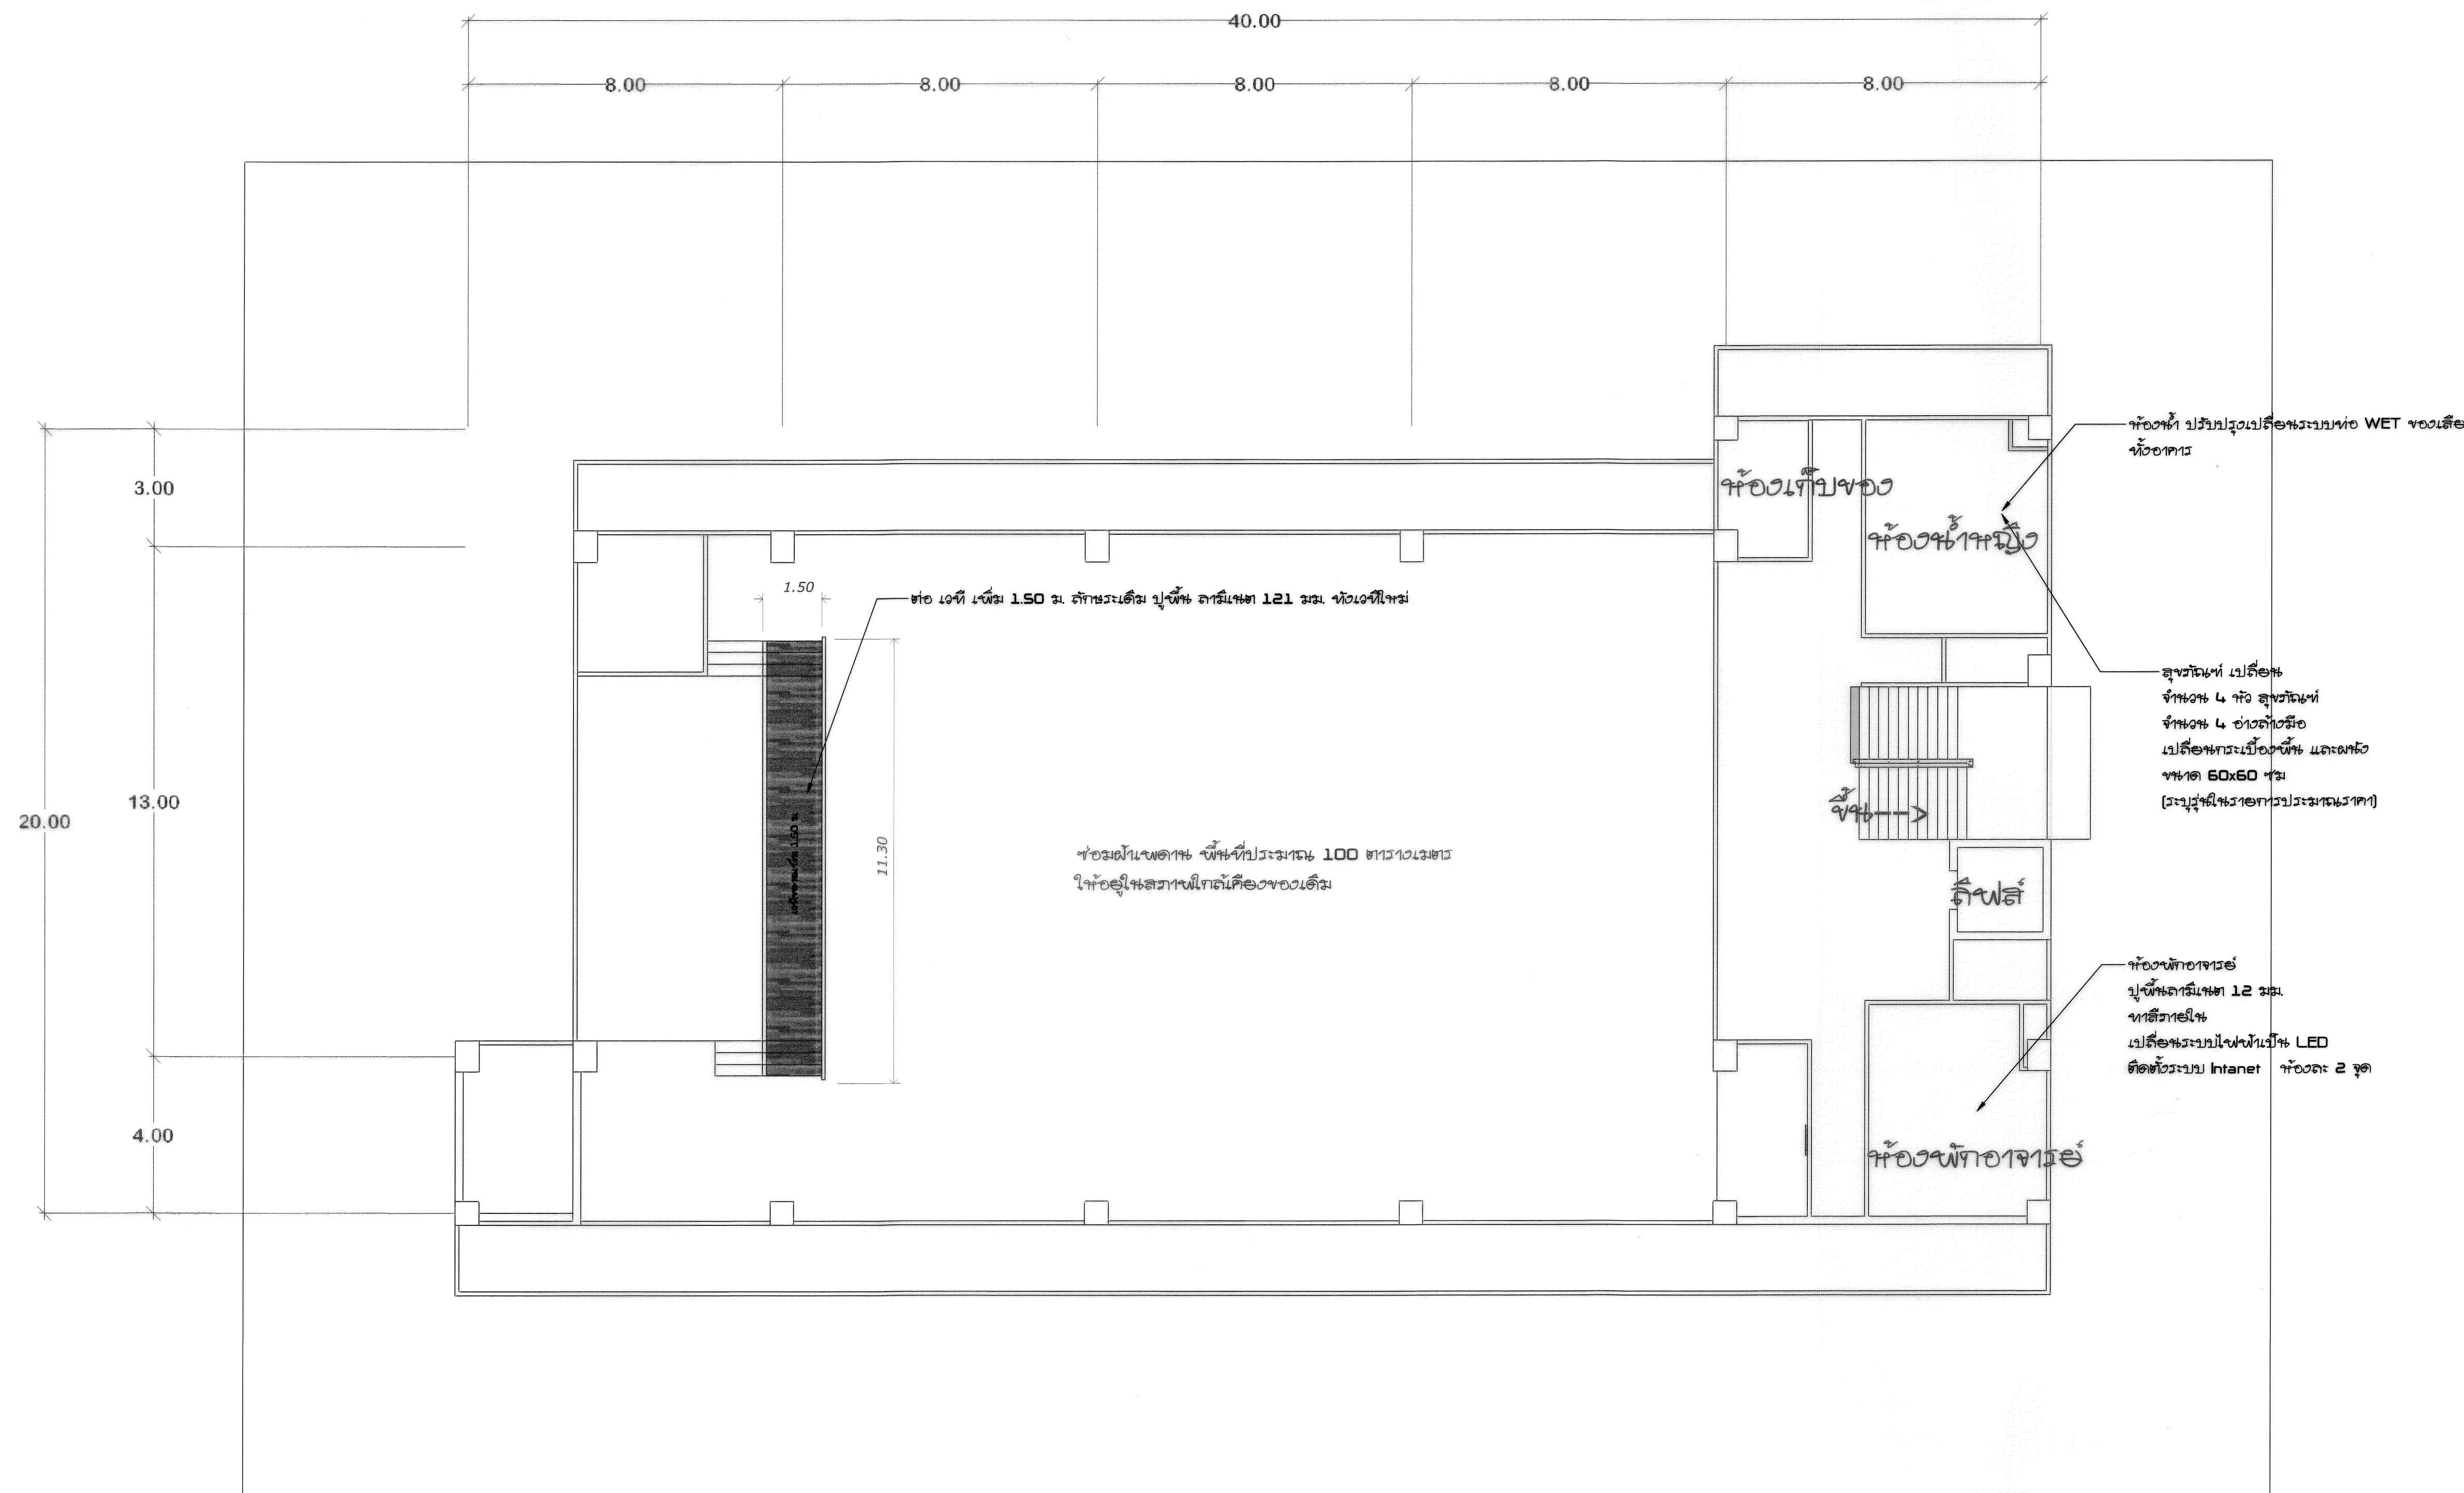 40.00
8.00 8.00 8.00 8.00 8.00
ห้องน้ำ ปรับปรุงเปลี่ยนระบบท่อ WET ของเสีย
ทั้งอาคาร
3.00
ห้องเก็บของ
ห้องน้ำหญิง
1.50
ต่อ เวที เพิ่ม 1.50 ม. ลักษระเดิม ปูพื้น ลามิเนต 121 มม. ทังเวทีใหม่
สุขภัณฑ์ เปลี่ยน
จำนวน 4 หัว สุขภัณฑ์
จำนวน 4 อ่างล้างมือ
เปลี่ยนกระเบื้องพื้น และผนัง
ขนาด 60x60 ซม
(ระบุรุ่นในรายการประมาณราคา)
13.00
20.00
ขึ้น
1.50 ม
11.30
ซ่อมฝ้าเพดาน พื้นที่ประมาณ 100 ตารางเมตร
ให้อยู่ในสภาพใกล้เคียงของเดิม
ลิฟส์
ห้องพักอาจารย์
ปูพื้นลามิเนต 12 มม.
ทาสีภายใน
เปลี่ยนระบบไฟฟ้าเป็น LED
ติดตั้งระบบ Intanet ห้องละ 2 จุด
4.00
ห้องพักอาจารย์